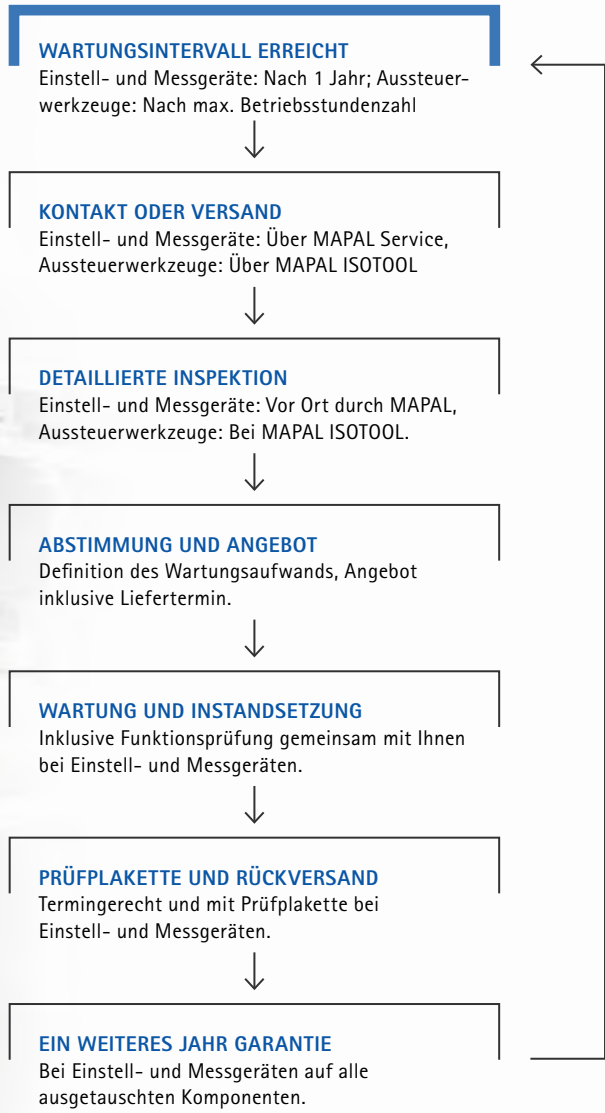 WARTUNGSINTERVALL ERREICHT
Einstell- und Messgeräte: Nach 1 Jahr; Aussteuer-
werkzeuge: Nach max. Betriebsstundenzahl
KONTAKT ODER VERSAND
Einstell- und Messgeräte: Über MAPAL Service,
Aussteuerwerkzeuge: Über MAPAL ISOTOOL
DETAILLIERTE INSPEKTION
Einstell- und Messgeräte: Vor Ort durch MAPAL,
Aussteuerwerkzeuge: Bei MAPAL ISOTOOL.
ABSTIMMUNG UND ANGEBOT
Definition des Wartungsaufwands, Angebot
inklusive Liefertermin.
WARTUNG UND INSTANDSETZUNG
Inklusive Funktionsprüfung gemeinsam mit Ihnen
bei Einstell- und Messgeräten.
PRÜFPLAKETTE UND RÜCKVERSAND
Termingerecht und mit Prüfplakette bei
Einstell- und Messgeräten.
EIN WEITERES JAHR GARANTIE
Bei Einstell- und Messgeräten auf alle
ausgetauschten Komponenten.